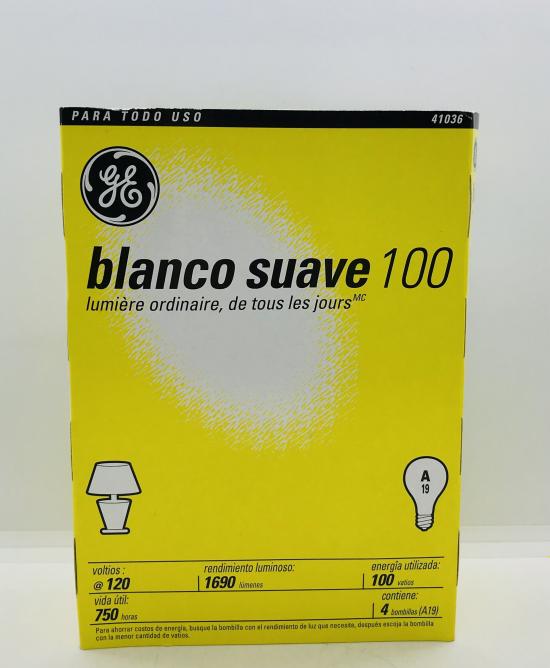 PARA TODO USO 41036
GE
blanco suave 100
lumière ordinaire, de tous les jours MC
A
19
voltios : rendimiento luminoso: energía utilizada:
@ 120 1690 lúmenes 100 vatios
vida útil: contiene:
750 horas 4 bombillas (A19)
Para ahorrar costos de energía, busque la bombilla con el rendimiento de luz que necesite, después escoja la bombilla
con la menor cantidad de vatios.